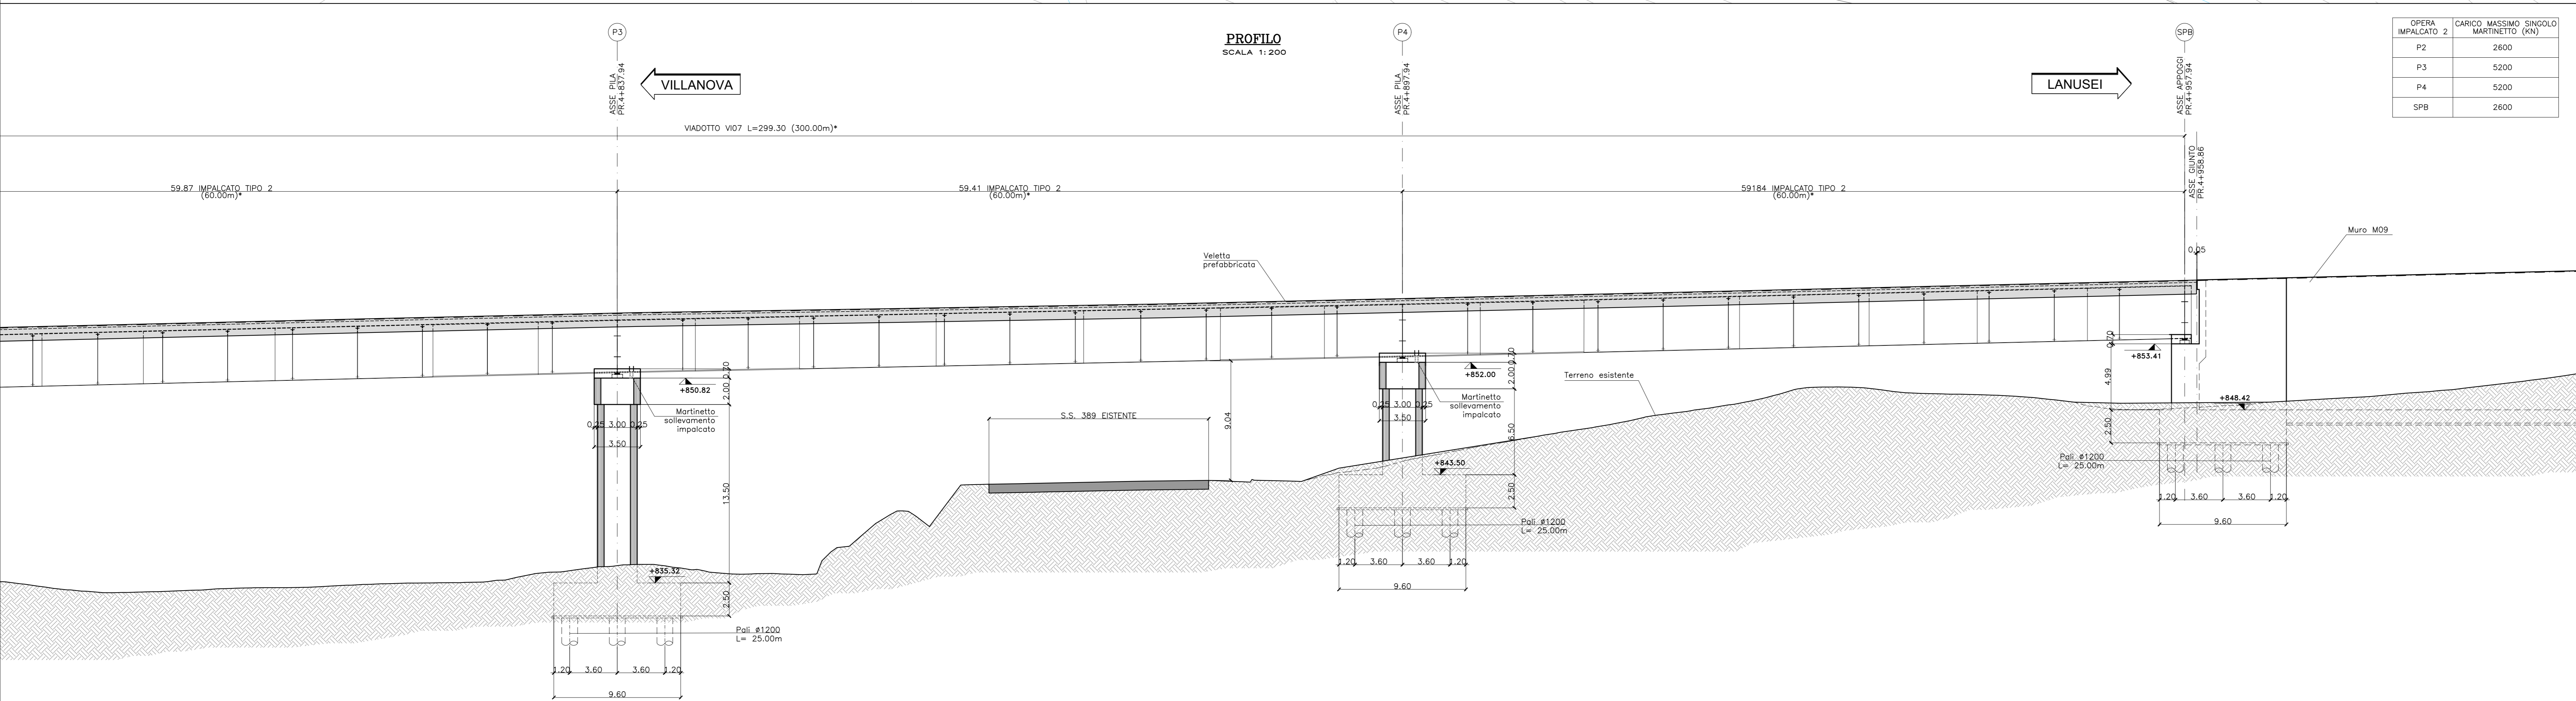 P3
P4
SPB
PROFILO
SCALA 1:200
OPERA
IMPALCATO 2
CARICO MASSIMO SINGOLO
MARTINETTO (KN)
P2
2600
P3
5200
P4
5200
SPB
2600
ASSE PILA
PR.4+837.94
VILLANOVA
ASSE PILA
PR.4+897.94
LANUSEI
ASSE APPOGGI
PR.4+957.94
VIADOTTO VI07 L=299.30 (300.00m)*
ASSE GIUNTO
PR.4+958.86
59.87 IMPALCATO TIPO 2
(60.00m)*
59.41 IMPALCATO TIPO 2
(60.00m)*
59184 IMPALCATO TIPO 2
(60.00m)*
Muro M09
0.05
Veletta
prefabbricata
0.70
2.00
+850.82
Martinetto
sollevamento
impalcato
0.25 3.00 0.25
3.50
13.50
+835.32
2.50
Pali ø1200
L= 25.00m
1.20 3.60 3.60 1.20
9.60
S.S. 389 EISTENTE
9.04
0.70
2.00
+852.00
Martinetto
sollevamento
impalcato
0.25 3.00 0.25
3.50
6.50
+843.50
2.50
Pali ø1200
L= 25.00m
1.20 3.60 3.60 1.20
9.60
Terreno esistente
0.70
+853.41
4.99
+848.42
2.50
Pali ø1200
L= 25.00m
1.20 3.60 3.60 1.20
9.60